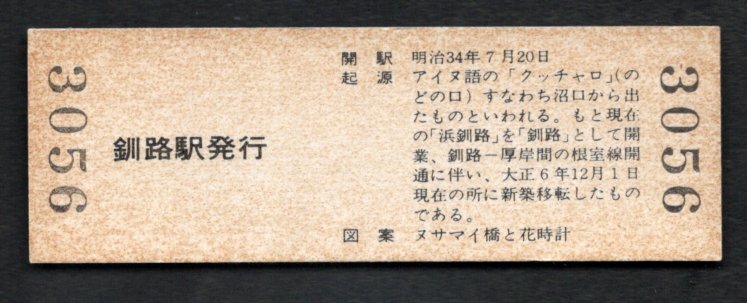 3056
釧路駅発行
開駅 明治34年7月20日
起源 アイヌ語の「クッチャロ」(の
どの口)すなわち沼口から出
たものといわれる。もと現在
の「浜釧路」を「釧路」として開
業、釧路－厚岸間の根室線開
通に伴い、大正6年12月1日
現在の所に新築移転したもの
である。
図案 ヌサマイ橋と花時計
3056